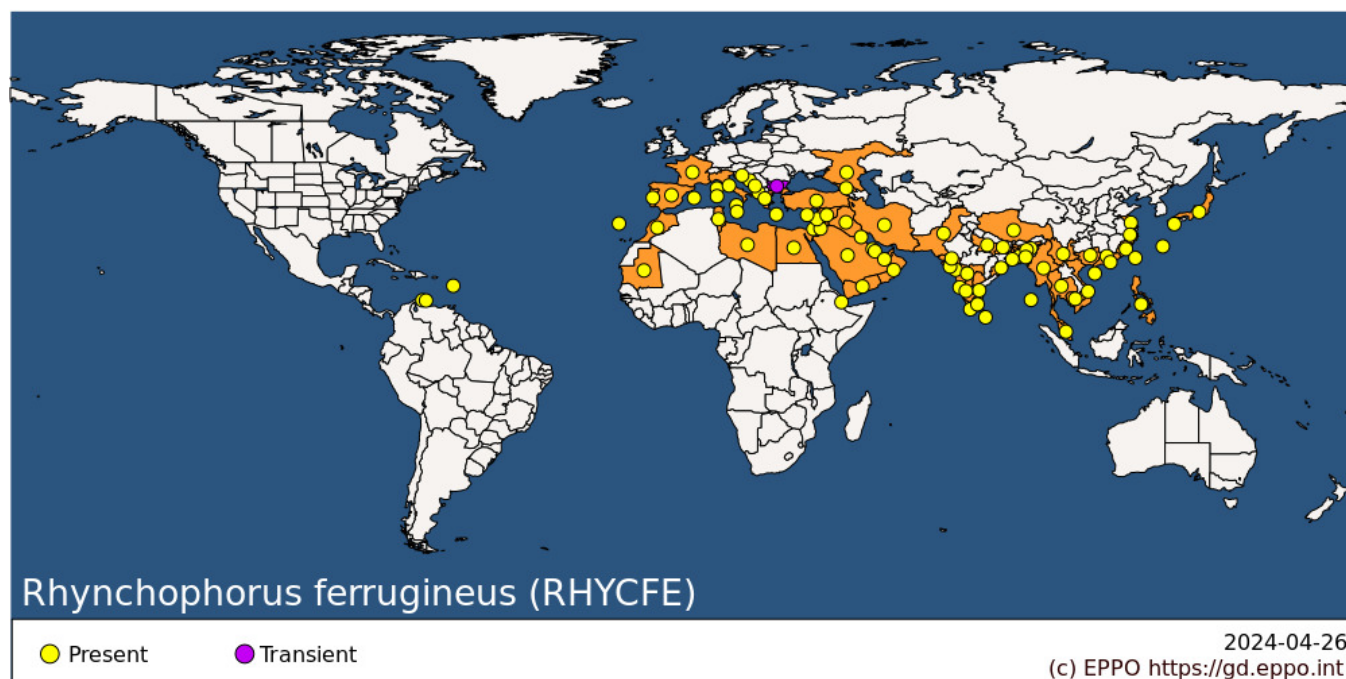 Rhynchophorus ferrugineus (RHYCFE)
Present
Transient
2024-04-26
(c) EPPO https://gd.eppo.int